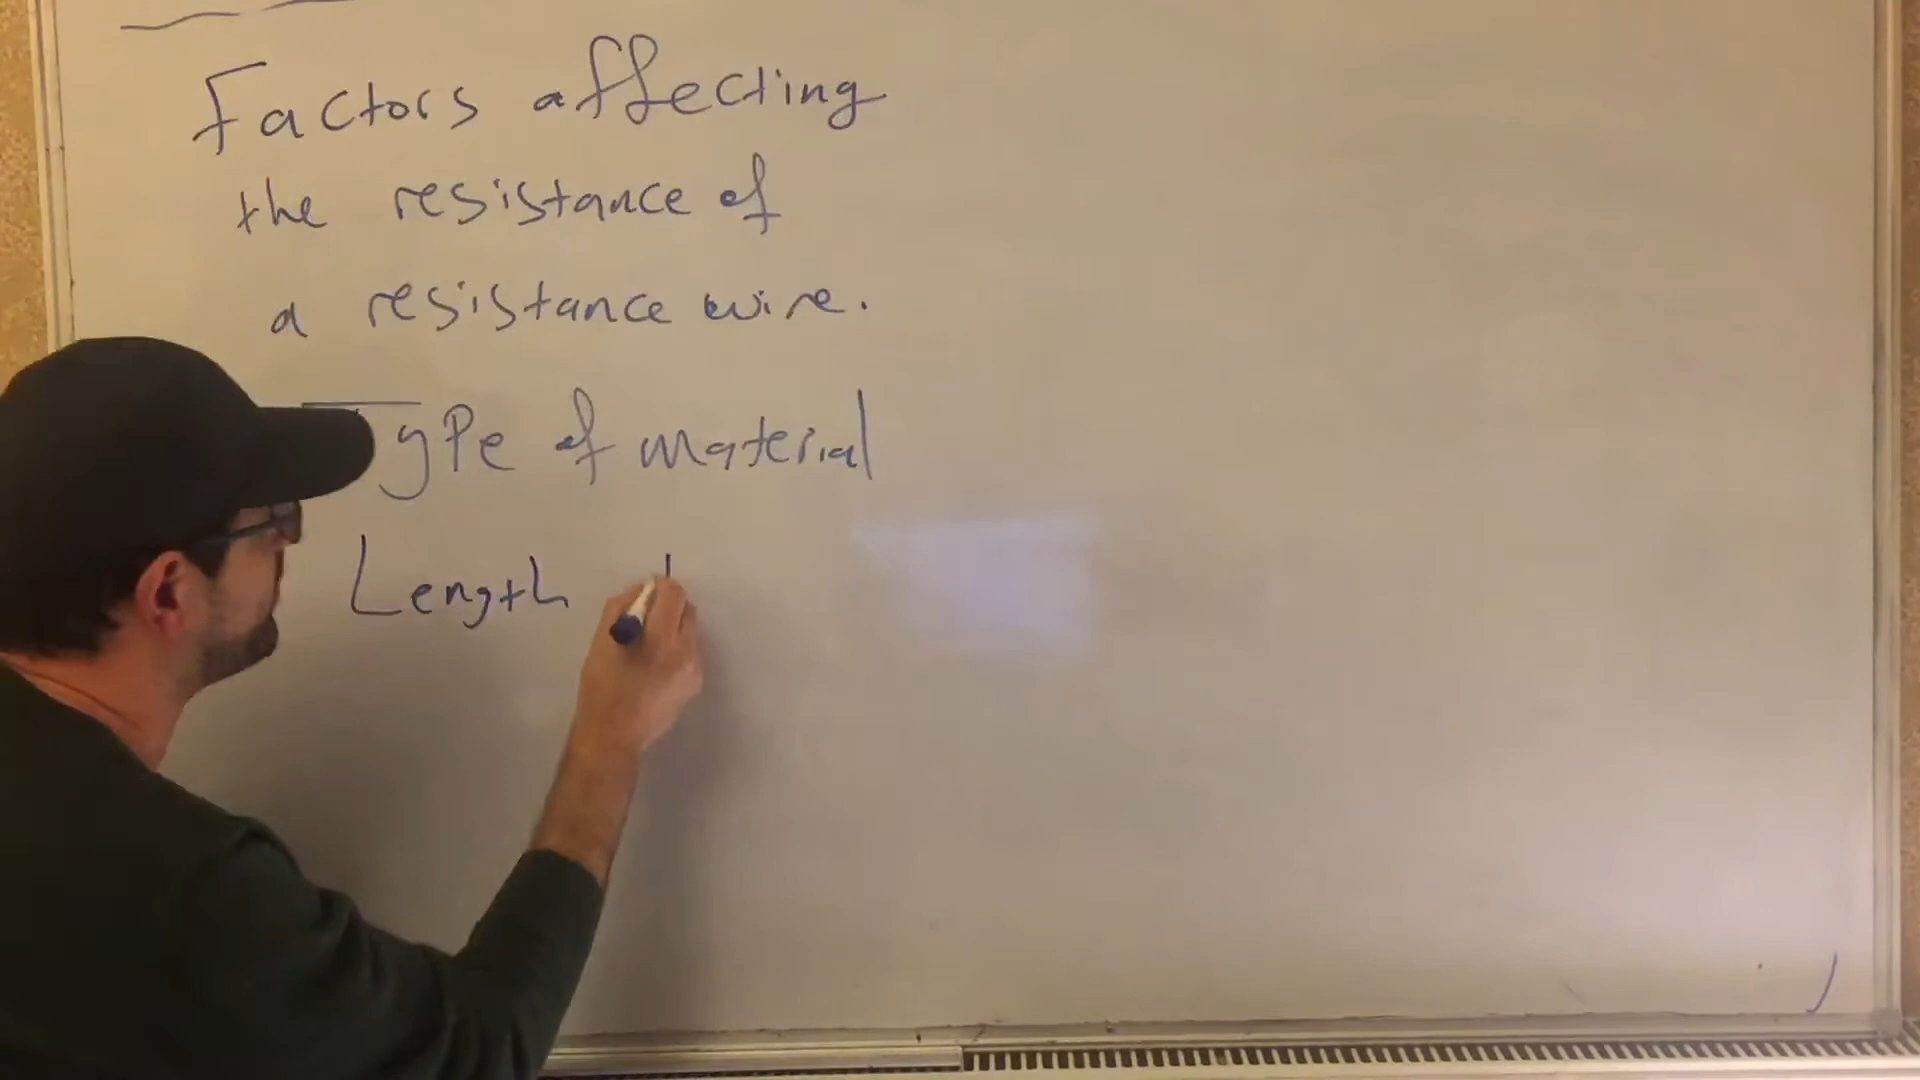 Factors affecting
the resistance of
a resistance wire.
Type of material
Length